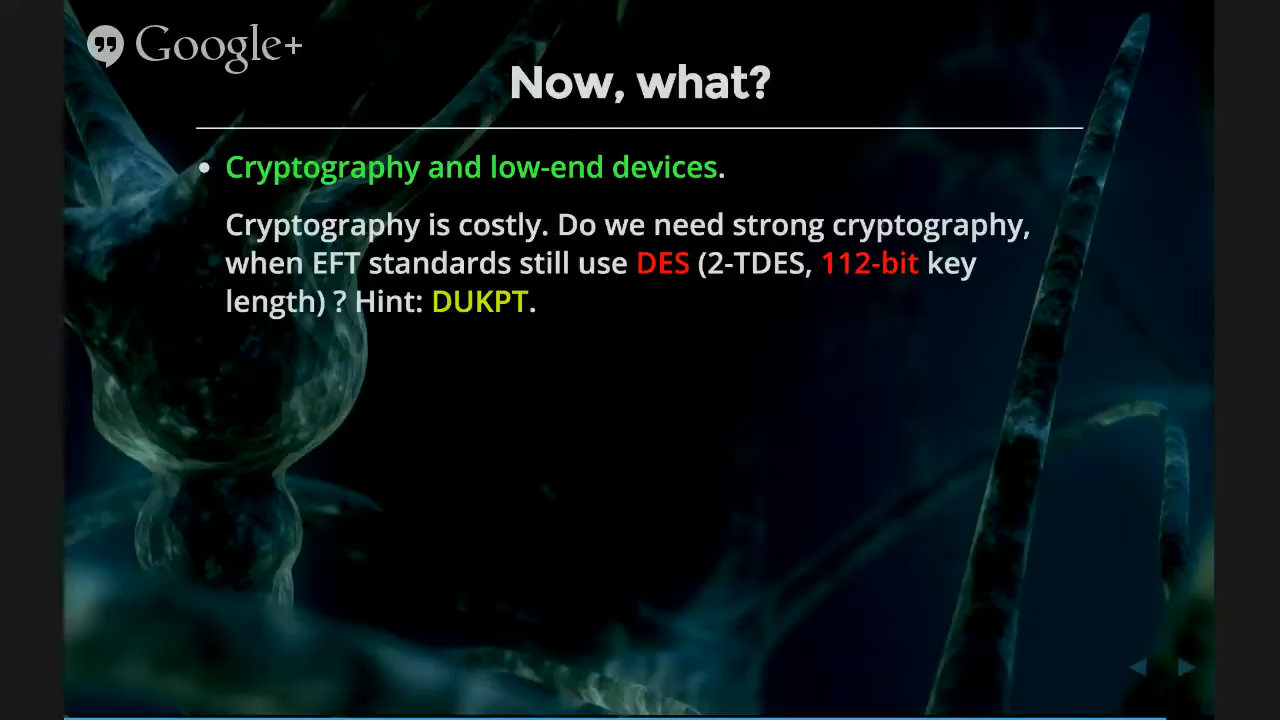 Google+
Now, what?
• Cryptography and low-end devices.
Cryptography is costly. Do we need strong cryptography,
when EFT standards still use DES (2-TDES, 112-bit key
length) ? Hint: DUKPT.